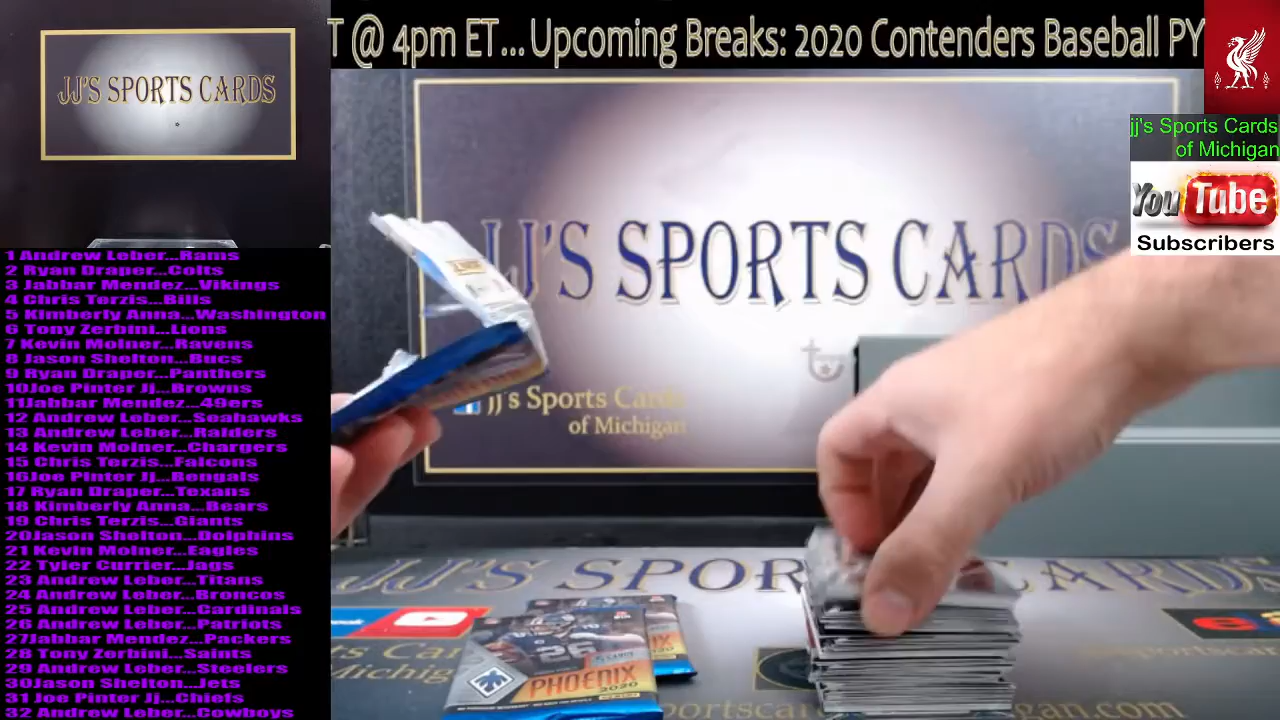 T @ 4pm ET... Upcoming Breaks: 2020 Contenders Baseball PY
JJ'S SPORTS CARDS
jj's Sports Cards
of Michigan
You Tube
Subscribers
1 Andrew Leber...Rams
2 Ryan Draper...Colts
3 Jabbar Mendez...Vikings
4 Chris Terzis...Bills
5 Kimberly Anna...Washington
6 Tony Zerbini...Lions
7 Kevin Molner...Ravens
8 Jason Shelton...Bucs
9 Ryan Draper...Panthers
10Joe Pinter Jj...Browns
11Jabbar Mendez...49ers
12 Andrew Leber...Seahawks
13 Andrew Leber...Raiders
14 Kevin Molner...Chargers
15 Chris Terzis...Falcons
16Joe Pinter Jj...Bengals
17 Ryan Draper...Texans
18 Kimberly Anna...Bears
19 Chris Terzis...Giants
20Jason Shelton...Dolphins
21 Kevin Molner...Eagles
22 Tyler Currier...Jags
23 Andrew Leber...Titans
24 Andrew Leber...Broncos
25 Andrew Leber...Cardinals
26 Andrew Leber...Patriots
27Jabbar Mendez...Packers
28 Tony Zerbini...Saints
29 Andrew Leber...Steelers
30Jason Shelton...Jets
31 Joe Pinter Jj...Chiefs
32 Andrew Leber...Cowboys
JJ'S SPORTS CARDS
jj's Sports Cards
of Michigan
JJ'S SPORTS CARDS
26
PHOENIX
2020